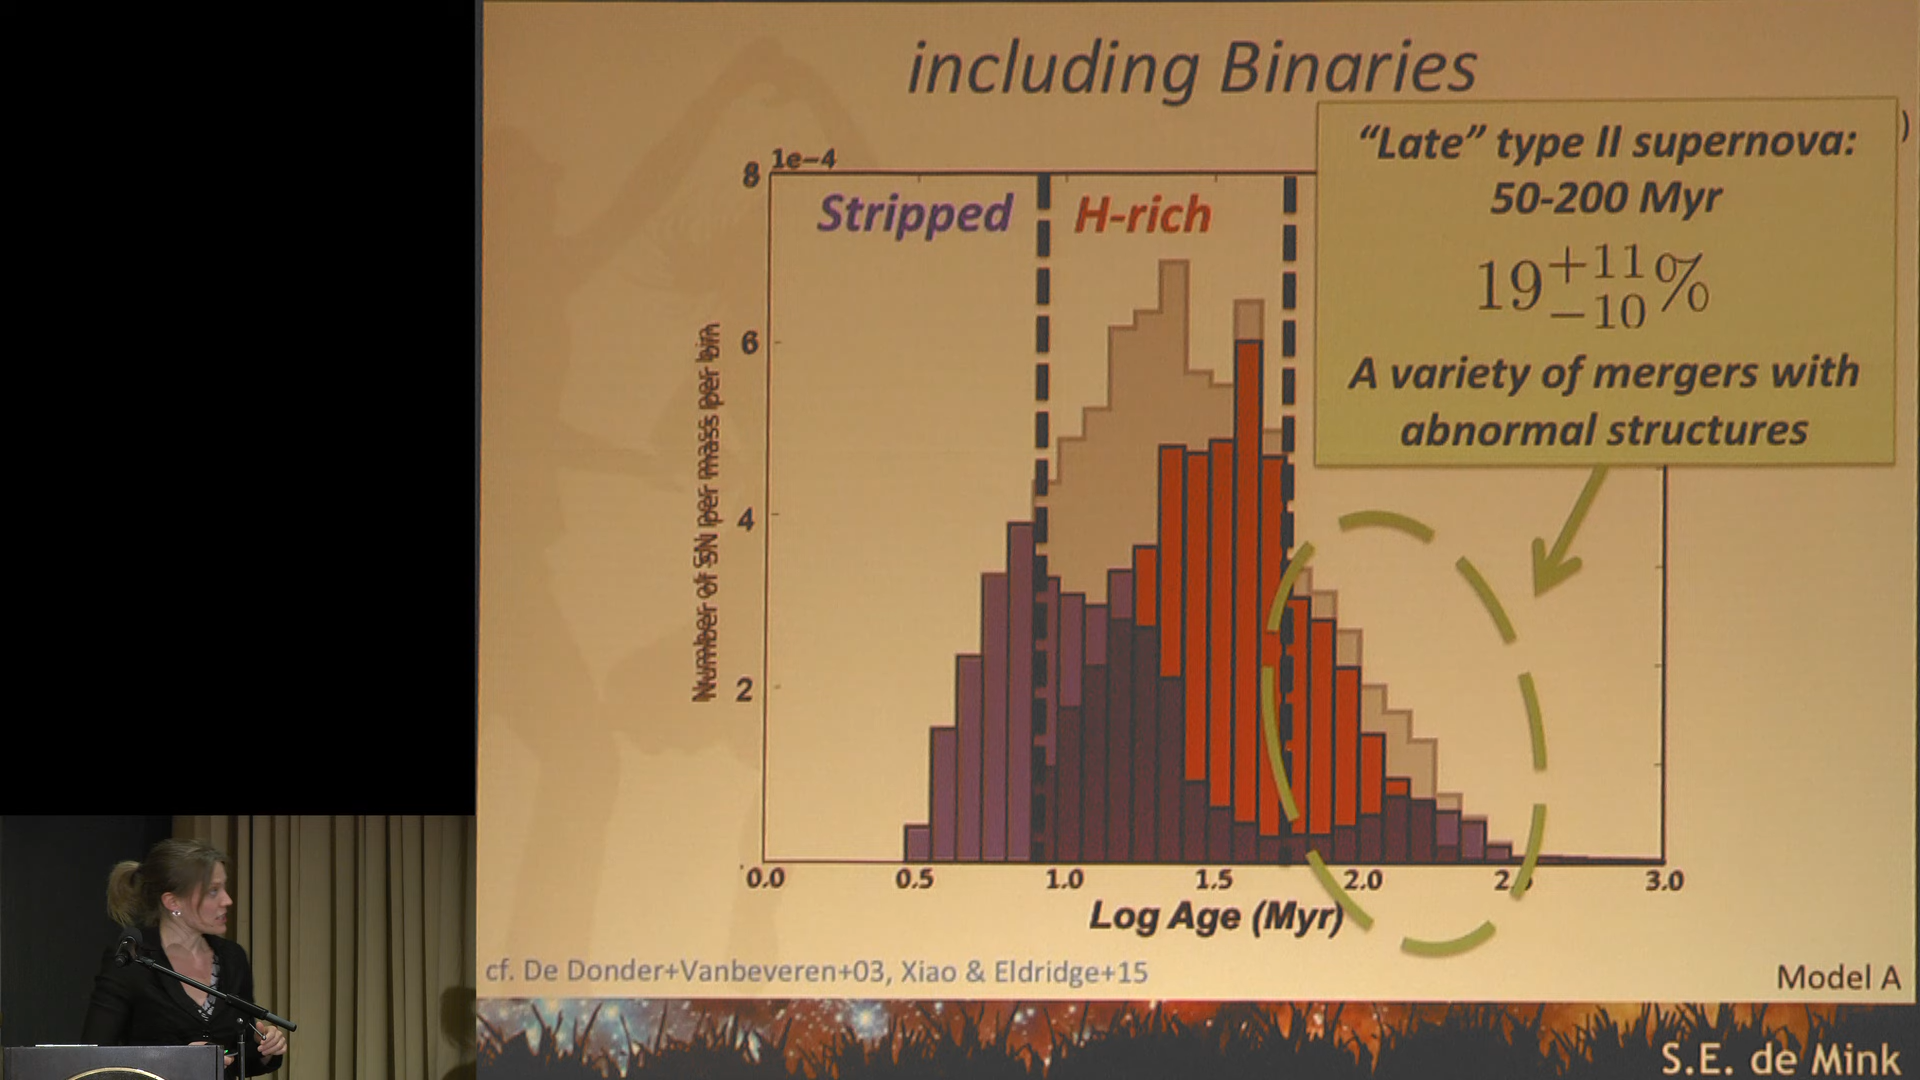 including Binaries
“Late” type II supernova:
50-200 Myr
19+11−10%
A variety of mergers with
abnormal structures
)
1e−4
Stripped
H-rich
8
6
4
2
Number of SN per mass per bin
0.0 0.5 1.0 1.5 2.0 3.0
Log Age (Myr)
cf. De Donder+Vanbeveren+03, Xiao & Eldridge+15
Model A
S.E. de Mink